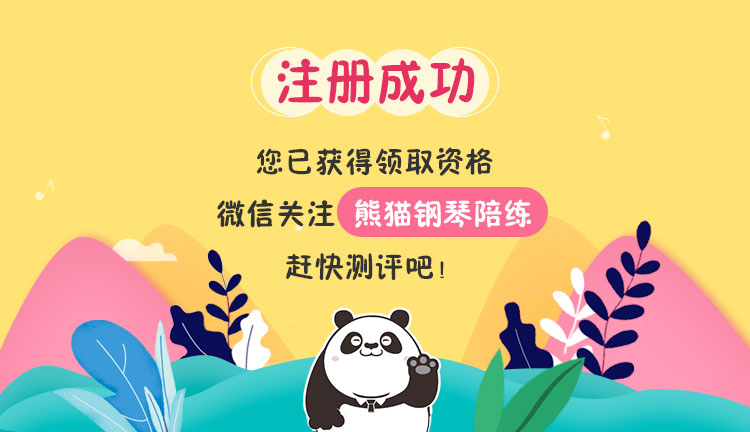 注册成功
您已获得领取资格
微信关注 熊猫钢琴陪练
赶快测评吧！